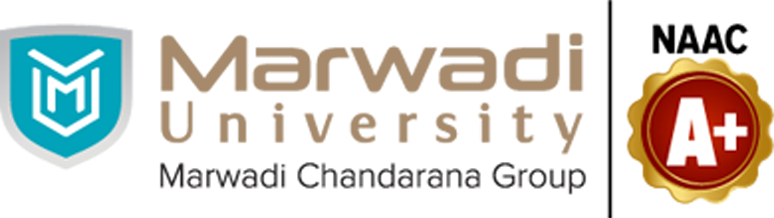 M
Marwadi
University
Marwadi Chandarana Group
NAAC
A+